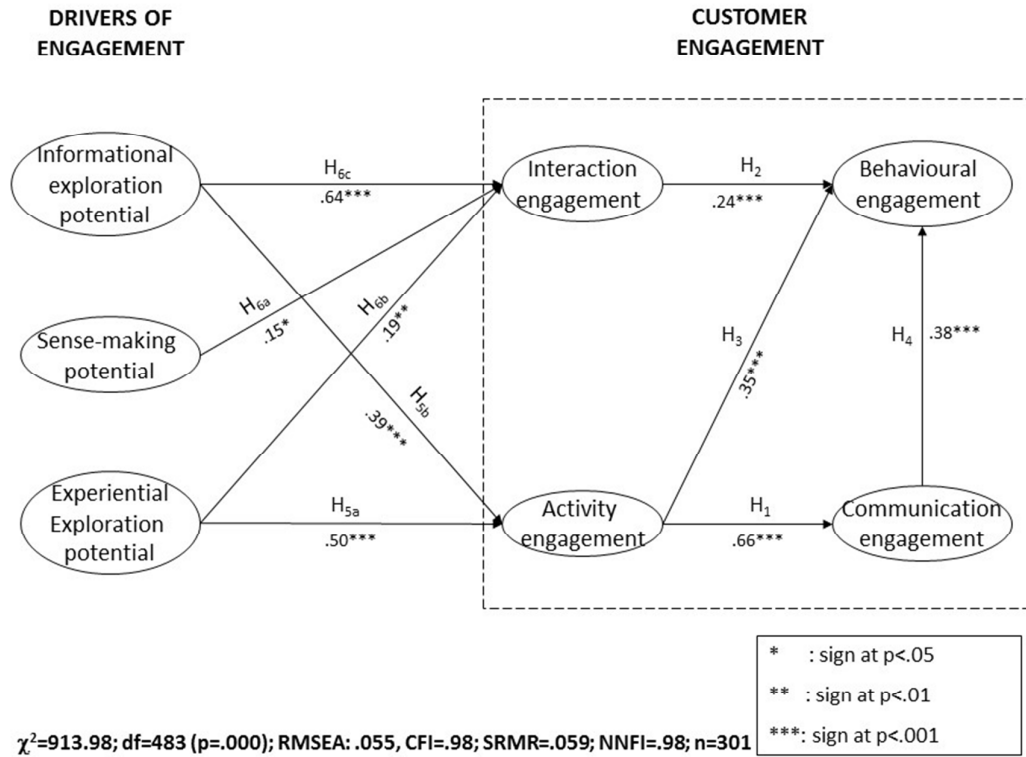 DRIVERS OF
ENGAGEMENT
CUSTOMER
ENGAGEMENT
Informational
exploration
potential
H6c
.64***
Interaction
engagement
H2
.24***
Behavioural
engagement
H6a
.15*
H6b
.19**
Sense-making
potential
H3
.35***
H4
.38***
H5b
.39***
Experiential
Exploration
potential
H5a
.50***
Activity
engagement
H1
.66***
Communication
engagement
* : sign at p<.05
** : sign at p<.01
***: sign at p<.001
χ²=913.98; df=483 (p=.000); RMSEA: .055, CFI=.98; SRMR=.059; NNFI=.98; n=301